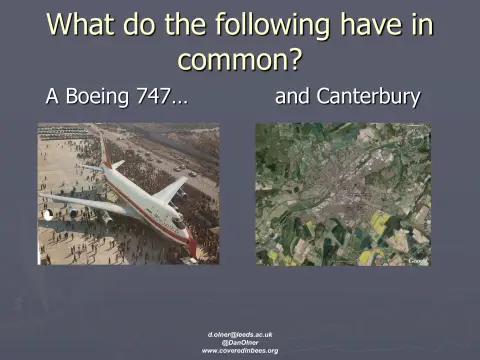 What do the following have in
common?
A Boeing 747…
and Canterbury
Google
d.olner@leeds.ac.uk
@DanOlner
www.coveredinbees.org